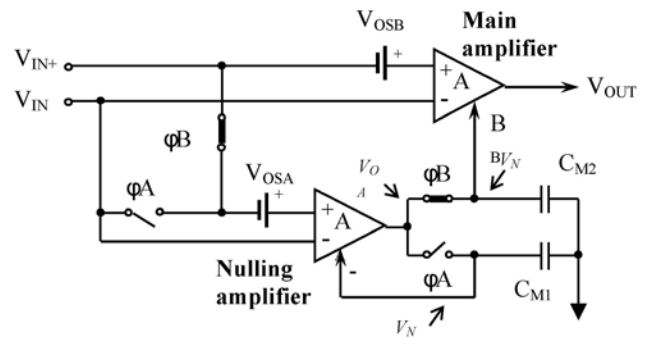 VOSB
Main
amplifier
VIN+
+
+
A
-
VIN
VOUT
φB
B
φA
VOSA
+
VO
A
φB
BVN
CM2
+
A
-
Nulling
amplifier
-
φA
CM1
VN